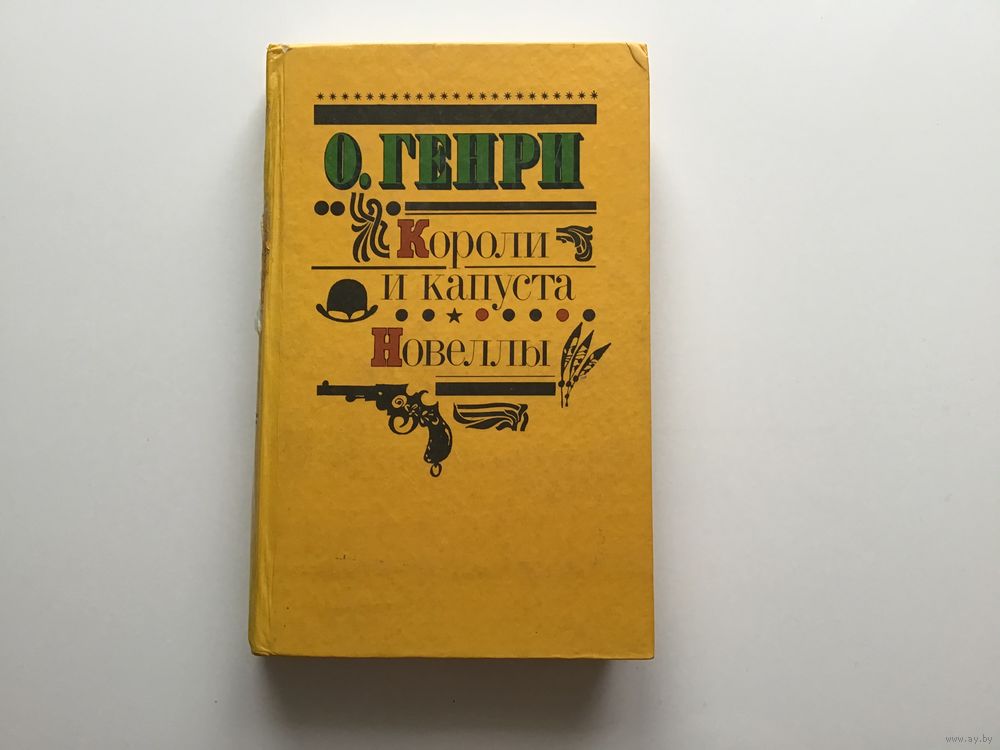 О. ГЕНРИ
Короли
и капуста
Новеллы
www.ay.by